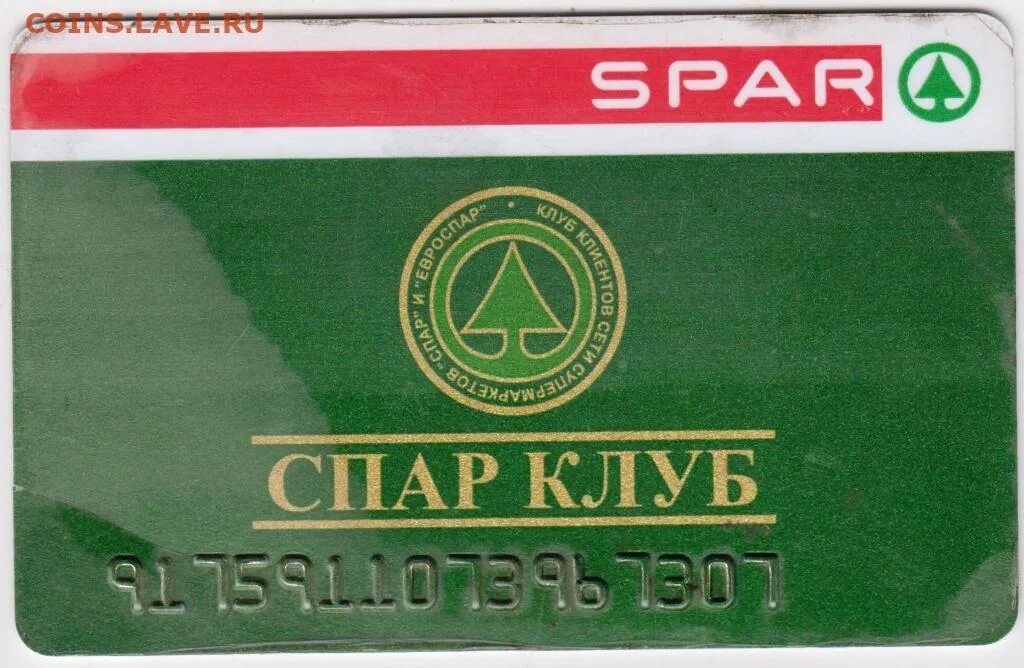 COINS.LAVE.RU
SPAR
КЛУБ КЛИЕНТОВ СЕТИ СУПЕРМАРКЕТОВ "СПАР" И "ЕВРОСПАР" •
СПАР КЛУБ
9175911073967307